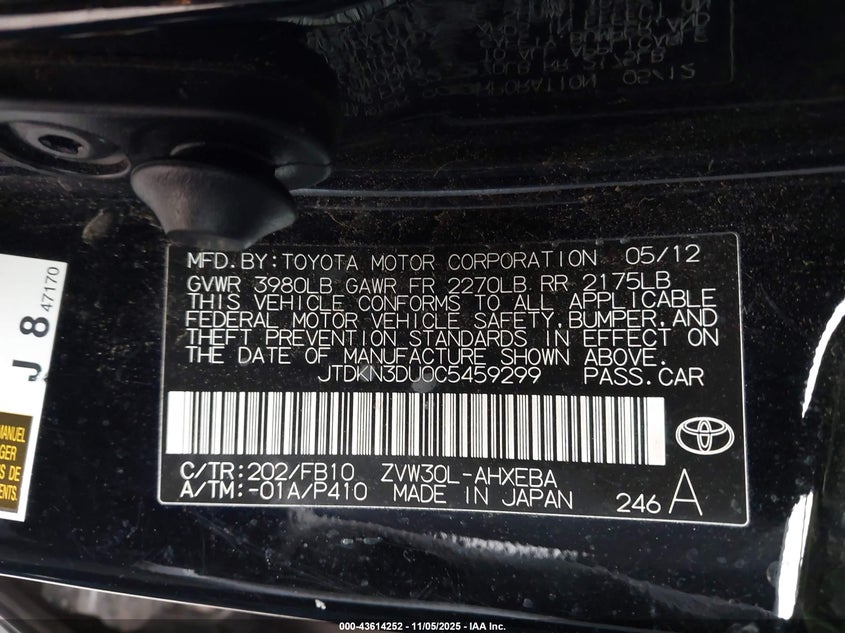 MFD.BY:TOYOTA MOTOR CORPORATION 05/12
GVWR 3980LB GAWR FR 2270LB RR 2175LB
THIS VEHICLE CONFORMS TO ALL APPLICABLE
FEDERAL MOTOR VEHICLE SAFETY,BUMPER,AND
THEFT PREVENTION STANDARDS IN EFFECT ON
THE DATE OF MANUFACTURE SHOWN ABOVE.
JTDKN3DU0C5459299 PASS.CAR
C/TR:202/FB10 ZVW30L-AHXEBA
A/TM:-01A/P410 MADE IN JAPAN
246 A
J 8 47170
MANUEL
DE
000-43614252 - 11/05/2025 - IAA Inc.